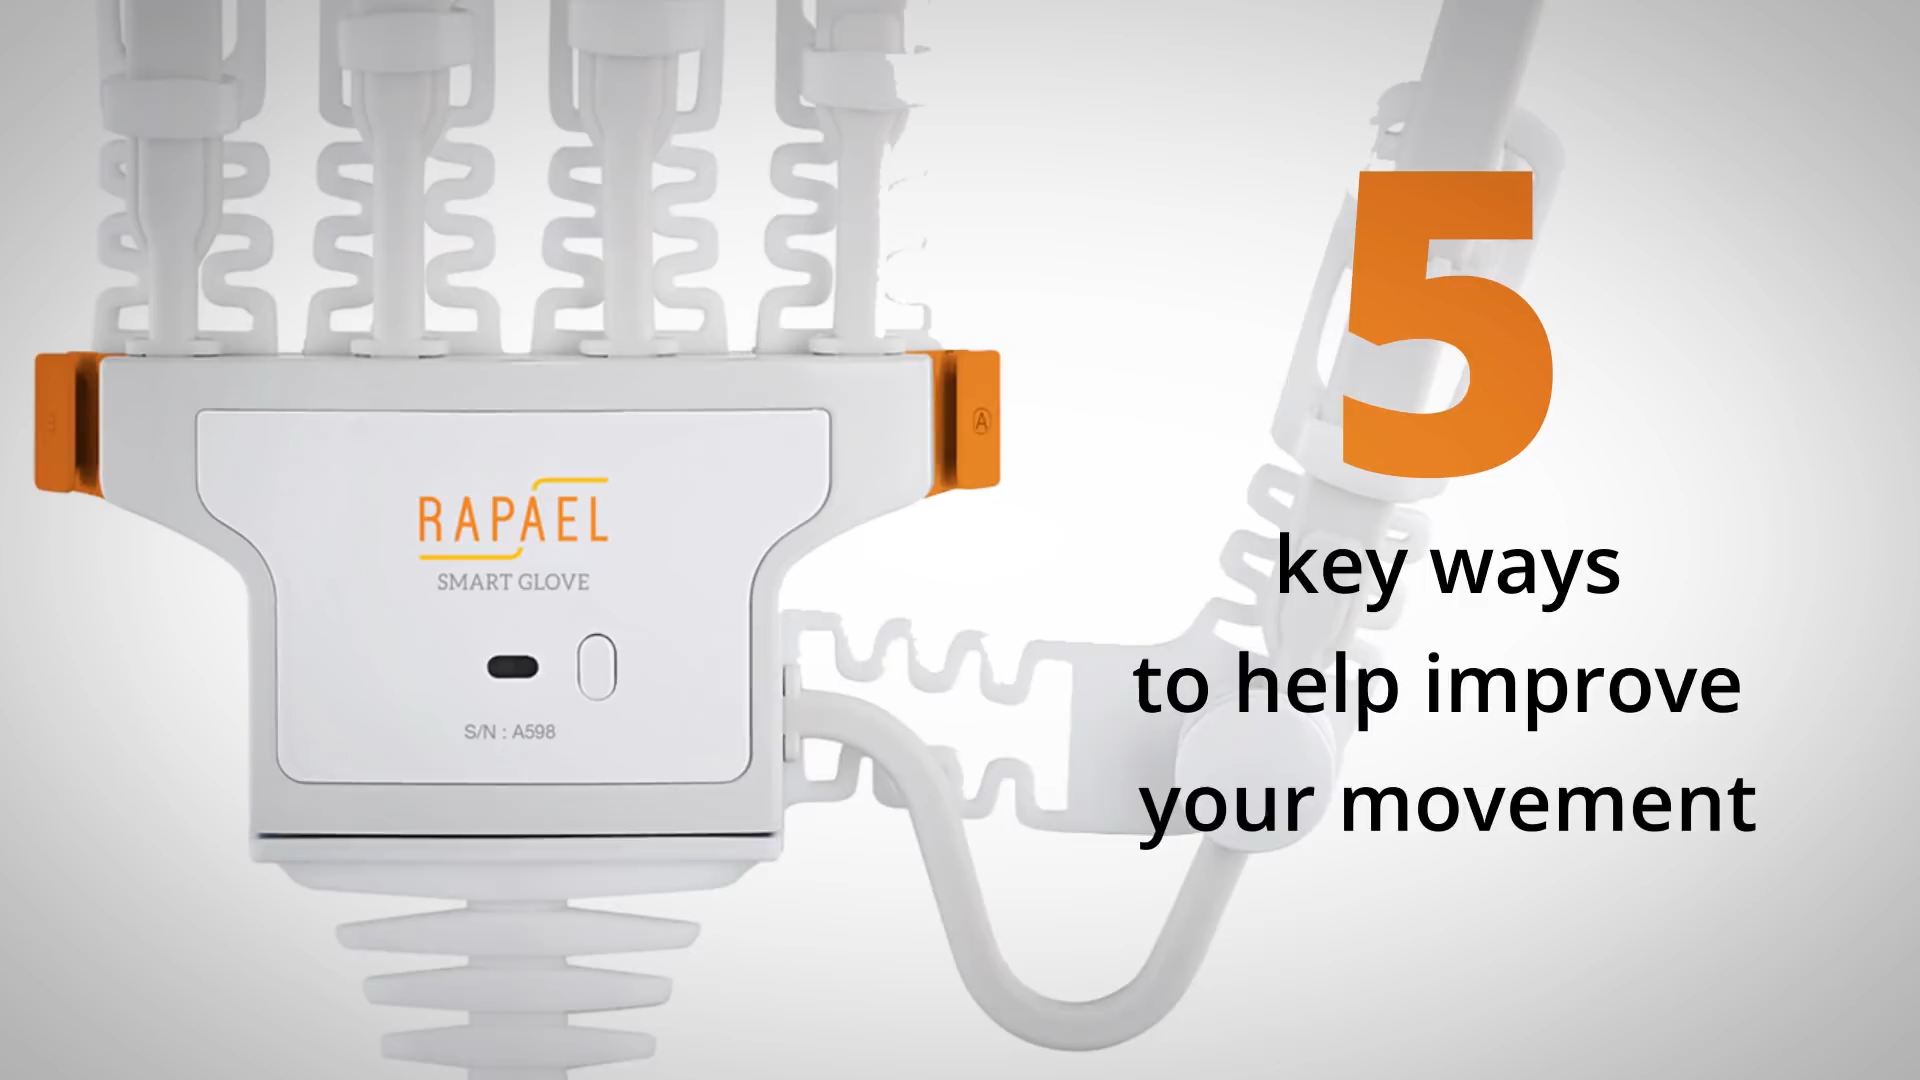 RAPAEL
SMART GLOVE
S/N : A598
A
5
key ways
to help improve
your movement